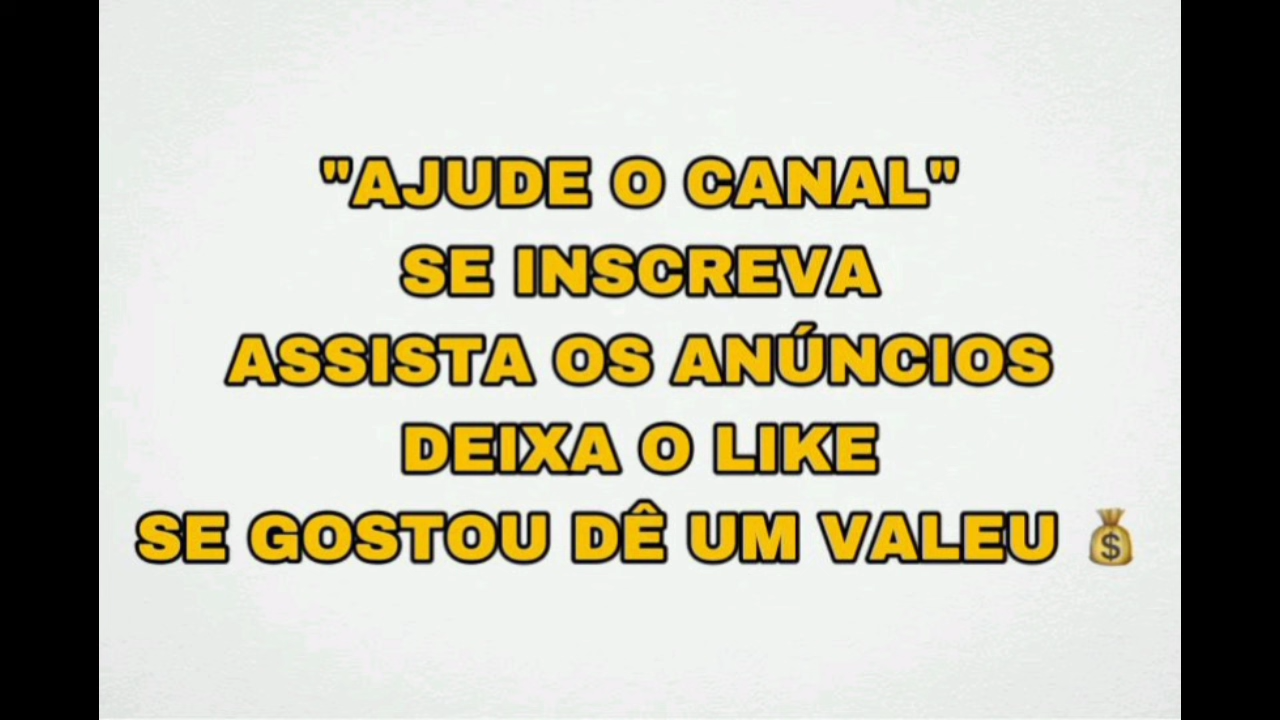 "AJUDE O CANAL"
SE INSCREVA
ASSISTA OS ANÚNCIOS
DEIXA O LIKE
SE GOSTOU DÊ UM VALEU 💰